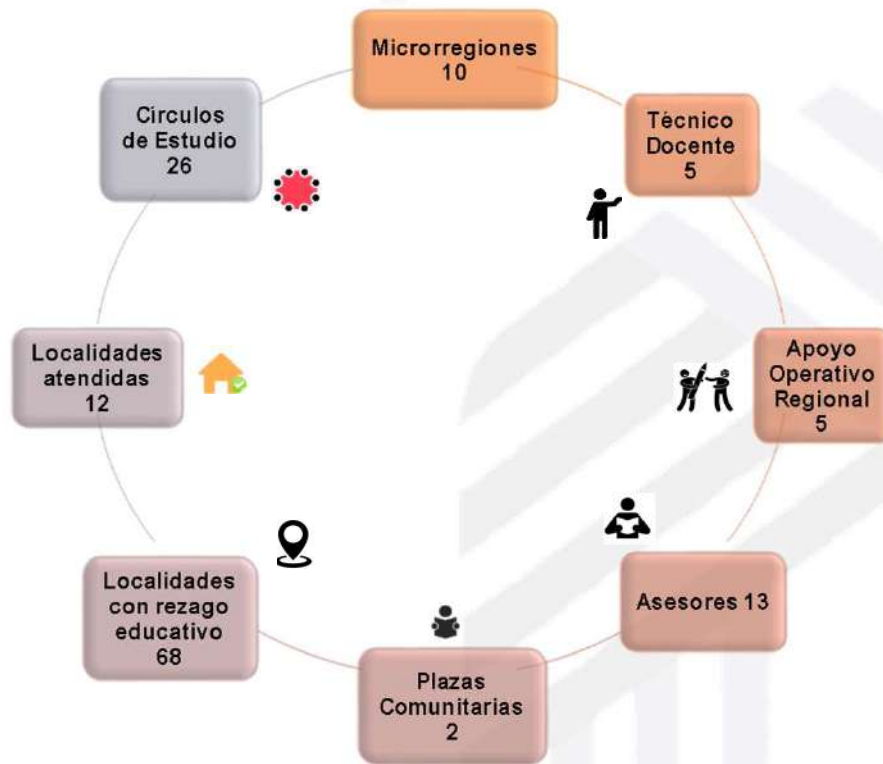 Microrregiones
10
Técnico
Docente
5
Apoyo
Operativo
Regional
5
Asesores 13
Plazas
Comunitarias
2
Localidades
con rezago
educativo
68
Localidades
atendidas
12
Círculos
de Estudio
26